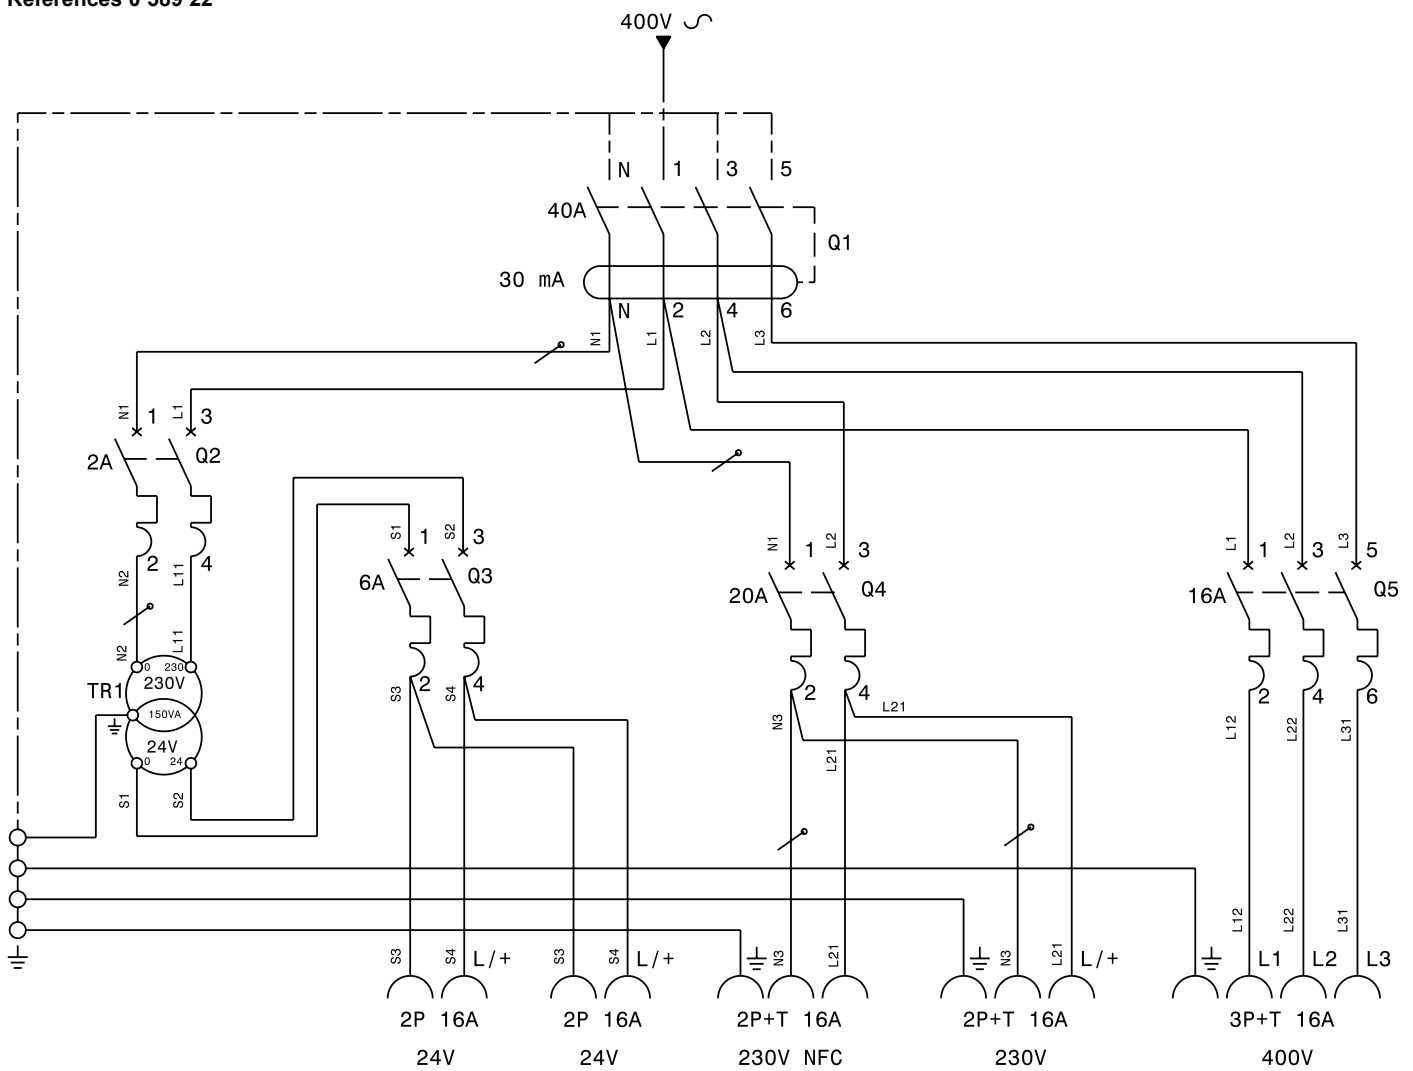 References 0 589 22
400V
N 1 3 5
40A
Q1
30 mA
N 2 4 6
N1 L1 L2 L3
N1 1 L1 3
2A Q2
2 4
N2 L11
N2 L11
0 230
230V
TR1
150VA
24V
0 24
S1 S2
S1 1 S2 3
6A Q3
2 4
S3 S4
N1 1 L2 3
20A Q4
2 4
N3 L21 L21
L1 1 L2 3 L3 5
16A Q5
2 4 6
L12 L22 L31
L12 L22 L31
S3 S4 L/+ S3 S4 L/+ N3 L21 N3 L21 L/+ L1 L2 L3
2P 16A 2P 16A 2P+T 16A 2P+T 16A 3P+T 16A
24V 24V 230V NFC 230V 400V